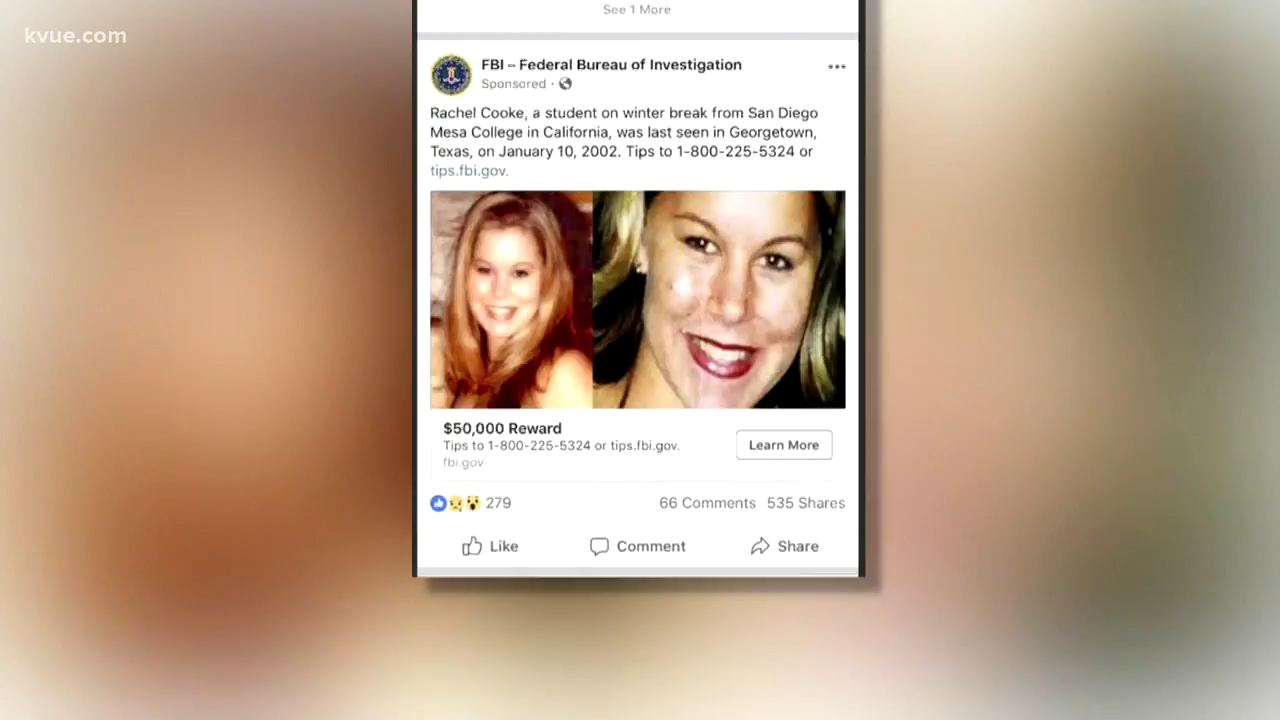 kvue.com
See 1 More
FBI – Federal Bureau of Investigation
Sponsored ·
Rachel Cooke, a student on winter break from San Diego
Mesa College in California, was last seen in Georgetown,
Texas, on January 10, 2002. Tips to 1-800-225-5324 or
tips.fbi.gov.
$50,000 Reward
Tips to 1-800-225-5324 or tips.fbi.gov.
fbi.gov
Learn More
279
66 Comments 535 Shares
Like Comment Share